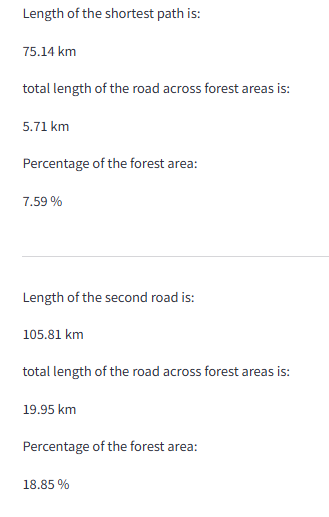 Length of the shortest path is:
75.14 km
total length of the road across forest areas is:
5.71 km
Percentage of the forest area:
7.59 %
Length of the second road is:
105.81 km
total length of the road across forest areas is:
19.95 km
Percentage of the forest area:
18.85 %